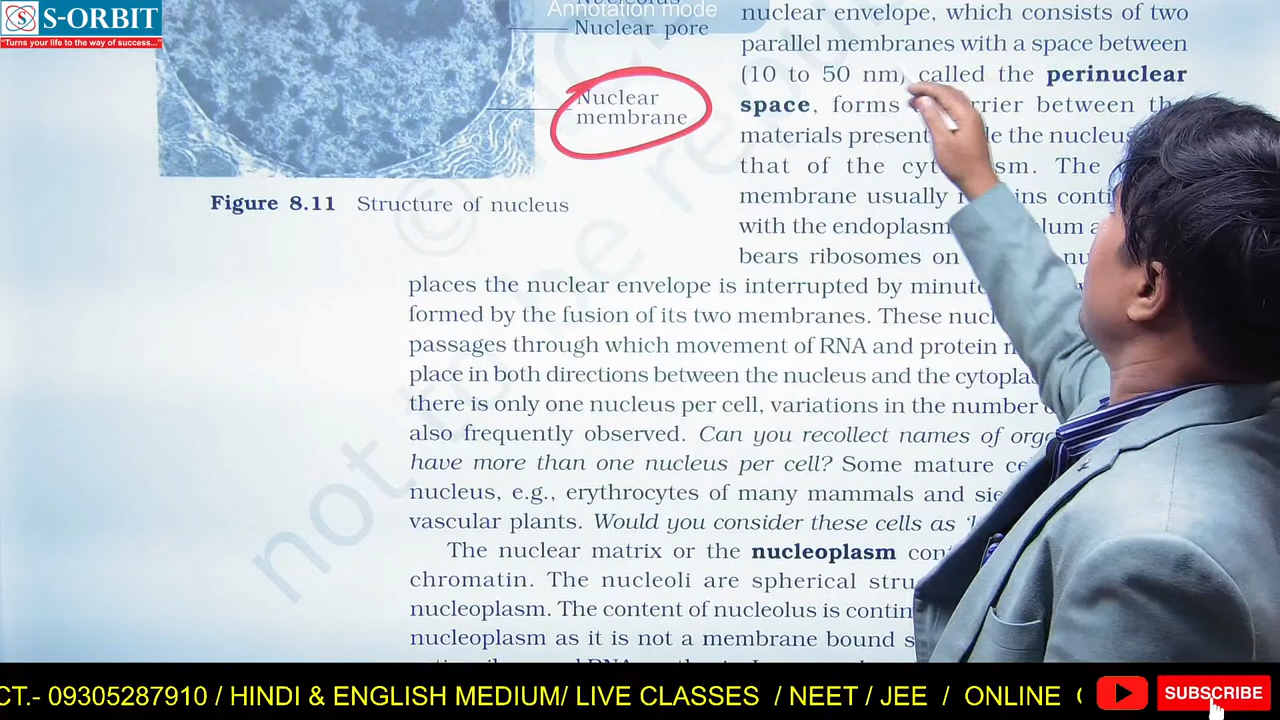 S-ORBIT
"Turns your life to the way of success..."
Annotation mode
Nuclear pore
Nuclear
membrane
Figure 8.11 Structure of nucleus
nuclear envelope, which consists of two
parallel membranes with a space between
(10 to 50 nm) called the perinuclear
space, forms between
materials present the nucleus
that of the The
membrane usually
with the
bears ribosomes on
places the nuclear envelope is interrupted by minute
formed by the fusion of its two membranes. These
passages through which movement of RNA and protein
place in both directions between the nucleus and the
there is only one nucleus per cell, variations in the number
also frequently observed. Can you recollect names of
have more than one nucleus per cell? Some mature
nucleus, e.g., erythrocytes of many mammals and
vascular plants. Would you consider these cells as
The nuclear matrix or the nucleoplasm
chromatin. The nucleoli are spherical
nucleoplasm. The content of nucleolus is
nucleoplasm as it is not a membrane bound
not to be
CT.- 09305287910 / HINDI & ENGLISH MEDIUM/ LIVE CLASSES / NEET / JEE / ONLINE
SUBSCRIBE